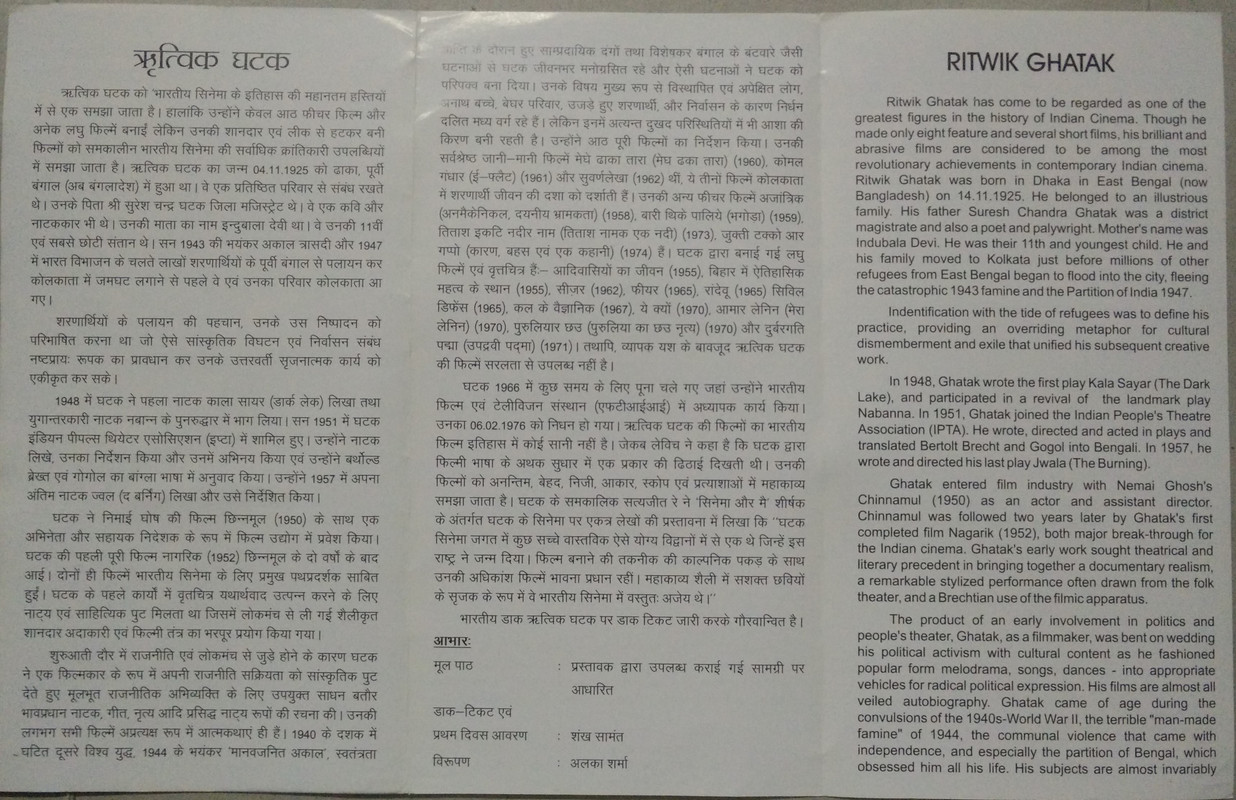 ऋत्विक घटक
ऋत्विक घटक को 'भारतीय सिनेमा के इतिहास की महानतम हस्तियों
में से एक समझा जाता है। हालांकि उन्होंने केवल आठ फीचर फिल्म और
अनेक लघु फिल्में बनाईं लेकिन उनकी शानदार एवं लीक से हटकर बनी
फिल्मों को समकालीन भारतीय सिनेमा की सर्वाधिक क्रांतिकारी उपलब्धियों
में समझा जाता है। ऋत्विक घटक का जन्म 04.11.1925 को ढाका, पूर्वी
बंगाल (अब बंगलादेश) में हुआ था। वे एक प्रतिष्ठित परिवार से संबंध रखते
थे। उनके पिता श्री सुरेश चन्द्र घटक जिला मजिस्ट्रेट थे। वे एक कवि और
नाटककार भी थे। उनकी माता का नाम इन्दुबाला देवी था। वे उनकी 11वीं
एवं सबसे छोटी संतान थे। सन 1943 की भयंकर अकाल त्रासदी और 1947
में भारत विभाजन के चलते लाखों शरणार्थियों के पूर्वी बंगाल से पलायन कर
कोलकाता में जमघट लगाने से पहले वे एवं उनका परिवार कोलकाता आ
गए।
शरणार्थियों के पलायन की पहचान, उनके उस निष्पादन को
परिभाषित करना था जो ऐसे सांस्कृतिक विघटन एवं निर्वासन संबंध
नष्टप्रायः रूपक का प्रावधान कर उनके उत्तरवर्ती सृजनात्मक कार्य को
एकीकृत कर सके।
1948 में घटक ने पहला नाटक काला सायर (डार्क लेक) लिखा तथा
युगान्तरकारी नाटक नबान्न के पुनरुद्धार में भाग लिया। सन 1951 में घटक
इंडियन पीपल्स थियेटर एसोसिएशन (इप्टा) में शामिल हुए। उन्होंने नाटक
लिखे, उनका निर्देशन किया और उनमें अभिनय किया एवं उन्होंने बर्थोल्ड
ब्रेख्त एवं गोगोल का बांग्ला भाषा में अनुवाद किया। उन्होंने 1957 में अपना
अंतिम नाटक ज्वल (द बर्निंग) लिखा और उसे निर्देशित किया।
घटक ने निमाई घोष की फिल्म छिन्नमूल (1950) के साथ एक
अभिनेता और सहायक निदेशक के रूप में फिल्म उद्योग में प्रवेश किया।
घटक की पहली पूरी फिल्म नागरिक (1952) छिन्नमूल के दो वर्षों के बाद
आई। दोनों ही फिल्में भारतीय सिनेमा के लिए प्रमुख पथप्रदर्शक साबित
हुईं। घटक के पहले कार्यों में वृतचित्र यथार्थवाद उत्पन्न करने के लिए
नाट्य एवं साहित्यिक पुट मिलता था जिसमें लोकमंच से ली गई शैलीकृत
शानदार अदाकारी एवं फिल्मी तंत्र का भरपूर प्रयोग किया गया।
शुरुआती दौर में राजनीति एवं लोकमंच से जुड़े होने के कारण घटक
ने एक फिल्मकार के रूप में अपनी राजनीति सक्रियता को सांस्कृतिक पुट
देते हुए मूलभूत राजनीतिक अभिव्यक्ति के लिए उपयुक्त साधन बतौर
भावप्रधान नाटक, गीत, नृत्य आदि प्रसिद्ध नाट्य रूपों की रचना की। उनकी
लगभग सभी फिल्में अप्रत्यक्ष रूप में आत्मकथाएं ही हैं। 1940 के दशक में
घटित दूसरे विश्व युद्ध, 1944 के भयंकर 'मानवजनित अकाल', स्वतंत्रता
के दौरान हुए साम्प्रदायिक दंगों तथा विशेषकर बंगाल के बंटवारे जैसी
घटनाओं से घटक जीवनभर मनोग्रसित रहे और ऐसी घटनाओं ने घटक को
परिपक्व बना दिया। उनके विषय मुख्य रूप से विस्थापित एवं अपेक्षित लोग,
अनाथ बच्चे, बेघर परिवार, उजड़े हुए शरणार्थी, और निर्वासन के कारण निर्धन
दलित मध्य वर्ग रहे हैं। लेकिन इनमें अत्यन्त दुखद परिस्थितियों में भी आशा की
किरण बनी रहती है। उन्होंने आठ पूरी फिल्मों का निर्देशन किया। उनकी
सर्वश्रेष्ठ जानी–मानी फिल्में मेघे ढाका तारा (मेघ ढका तारा) (1960), कोमल
गंधार (ई–फ्लैट) (1961) और सुवर्णलेखा (1962) थीं, ये तीनों फिल्में कोलकाता
में शरणार्थी जीवन की दशा को दर्शाती हैं। उनकी अन्य फीचर फिल्में अजांत्रिक
(अनमैकेनिकल, दयनीय भ्रामकता) (1958), बारी थिके पालिये (भगोडा) (1959),
तिताश इकटि नदीर नाम (तिताश नामक एक नदी) (1973), जुक्ती टक्को आर
गप्पो (कारण, बहस एवं एक कहानी) (1974) हैं। घटक द्वारा बनाई गई लघु
फिल्में एवं वृत्तचित्र हैं:– आदिवासियों का जीवन (1955), बिहार में ऐतिहासिक
महत्व के स्थान (1955), सीज़र (1962), फीयर (1965), रांदेवू (1965) सिविल
डिफेंस (1965), कल के वैज्ञानिक (1967), ये क्यों (1970), आमार लेनिन (मेरा
लेनिन) (1970), पुरुलियार छउ (पुरुलिया का छउ नृत्य) (1970) और दुर्बरगति
पद्मा (उपद्रवी पदमा) (1971)। तथापि, व्यापक यश के बावजूद ऋत्विक घटक
की फिल्में सरलता से उपलब्ध नहीं है।
घटक 1966 में कुछ समय के लिए पूना चले गए जहां उन्होंने भारतीय
फिल्म एवं टेलीविजन संस्थान (एफटीआईआई) में अध्यापक कार्य किया।
उनका 06.02.1976 को निधन हो गया। ऋत्विक घटक की फिल्मों का भारतीय
फिल्म इतिहास में कोई सानी नहीं है। जेकब लेविच ने कहा है कि घटक द्वारा
फिल्मी भाषा के अथक सुधार में एक प्रकार की ढिठाई दिखती थी। उनकी
फिल्मों को अनन्तिम, बेहद, निजी, आकार, स्कोप एवं प्रत्याशाओं में महाकाव्य
समझा जाता है। घटक के समकालिक सत्यजीत रे ने 'सिनेमा और मैं' शीर्षक
के अंतर्गत घटक के सिनेमा पर एकत्र लेखों की प्रस्तावना में लिखा कि "घटक
सिनेमा जगत में कुछ सच्चे वास्तविक ऐसे योग्य विद्वानों में से एक थे जिन्हें इस
राष्ट्र ने जन्म दिया। फिल्म बनाने की तकनीक की काल्पनिक पकड़ के साथ
उनकी अधिकांश फिल्में भावना प्रधान रहीं। महाकाव्य शैली में सशक्त छवियों
के सृजक के रूप में वे भारतीय सिनेमा में वस्तुतः अजेय थे।"
भारतीय डाक ऋत्विक घटक पर डाक टिकट जारी करके गौरवान्वित है।
आभारः
मूल पाठ : प्रस्तावक द्वारा उपलब्ध कराई गई सामग्री पर
आधारित
डाक–टिकट एवं
प्रथम दिवस आवरण : शंख सामंत
विरूपण : अलका शर्मा
RITWIK GHATAK
Ritwik Ghatak has come to be regarded as one of the
greatest figures in the history of Indian Cinema. Though he
made only eight feature and several short films, his brilliant and
abrasive films are considered to be among the most
revolutionary achievements in contemporary Indian cinema.
Ritwik Ghatak was born in Dhaka in East Bengal (now
Bangladesh) on 14.11.1925. He belonged to an illustrious
family. His father Suresh Chandra Ghatak was a district
magistrate and also a poet and palywright. Mother's name was
Indubala Devi. He was their 11th and youngest child. He and
his family moved to Kolkata just before millions of other
refugees from East Bengal began to flood into the city, fleeing
the catastrophic 1943 famine and the Partition of India 1947.
Indentification with the tide of refugees was to define his
practice, providing an overriding metaphor for cultural
dismemberment and exile that unified his subsequent creative
work.
In 1948, Ghatak wrote the first play Kala Sayar (The Dark
Lake), and participated in a revival of the landmark play
Nabanna. In 1951, Ghatak joined the Indian People's Theatre
Association (IPTA). He wrote, directed and acted in plays and
translated Bertolt Brecht and Gogol into Bengali. In 1957, he
wrote and directed his last play Jwala (The Burning).
Ghatak entered film industry with Nemai Ghosh's
Chinnamul (1950) as an actor and assistant director.
Chinnamul was followed two years later by Ghatak's first
completed film Nagarik (1952), both major break-through for
the Indian cinema. Ghatak's early work sought theatrical and
literary precedent in bringing together a documentary realism,
a remarkable stylized performance often drawn from the folk
theater, and a Brechtian use of the filmic apparatus.
The product of an early involvement in politics and
people's theater, Ghatak, as a filmmaker, was bent on wedding
his political activism with cultural content as he fashioned
popular form melodrama, songs, dances - into appropriate
vehicles for radical political expression. His films are almost all
veiled autobiography. Ghatak came of age during the
convulsions of the 1940s-World War II, the terrible "man-made
famine" of 1944, the communal violence that came with
independence, and especially the partition of Bengal, which
obsessed him all his life. His subjects are almost invariably